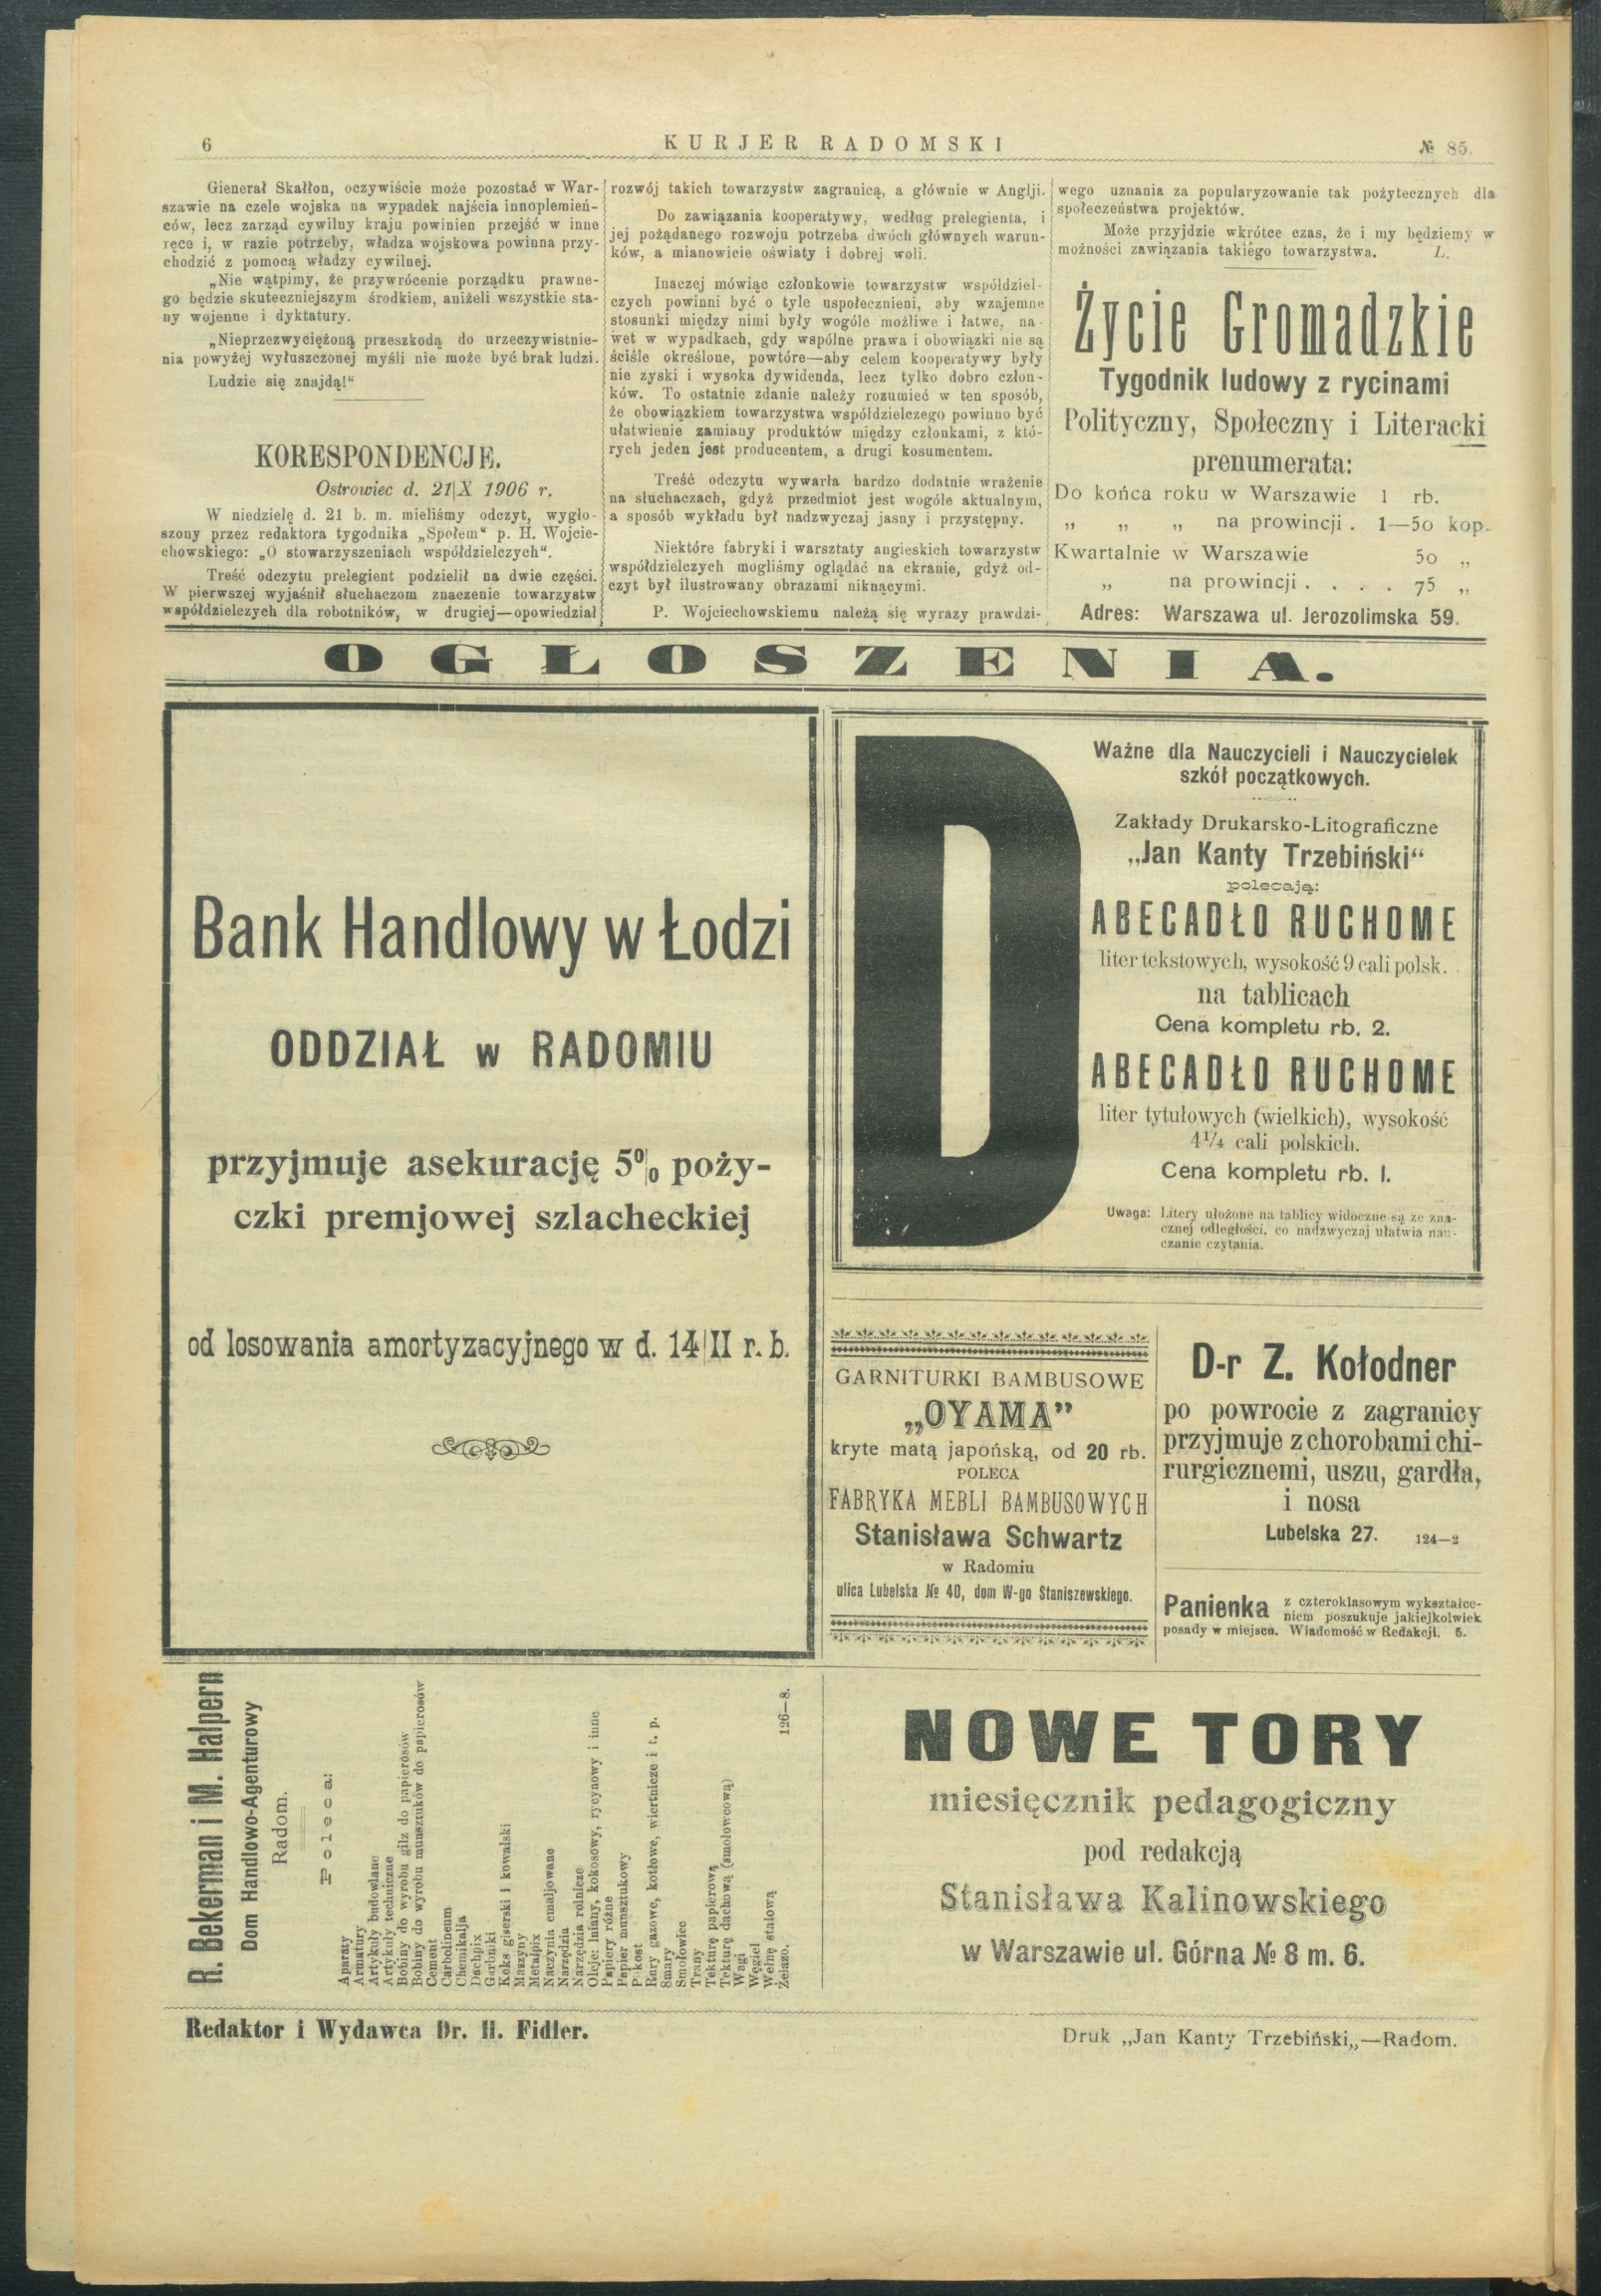 6
KURJER RADOMSKI
№ 85.
Gienerał Skałłon, oczywiście może pozostać w War-
szawie na czele wojska na wypadek najścia innoplemień-
ców, lecz zarząd cywilny kraju powinien przejść w inne
ręce i, w razie potrzeby, władza wojskowa powinna przy-
chodzić z pomocą władzy cywilnej.
„Nie wątpimy, że przywrócenie porządku prawne-
go będzie skuteczniejszym środkiem, aniżeli wszystkie sta-
ny wojenne i dyktatury.
„Nieprzezwyciężoną przeszkodą do urzeczywistnie-
nia powyżej wyłuszczonej myśli nie może być brak ludzi.
Ludzie się znajdą!“
KORESPONDENCJE.
Ostrowiec d. 21|X 1906 r.
W niedzielę d. 21 b. m. mieliśmy odczyt, wygło-
szony przez redaktora tygodnika „Społem“ p. H. Wojcie-
chowskiego: „O stowarzyszeniach współdzielczych“.
Treść odczytu prelegient podzielił na dwie części.
W pierwszej wyjaśnił słuchaczom znaczenie towarzystw
współdzielczych dla robotników, w drugiej—opowiedział
rozwój takich towarzystw zagranicą, a głównie w Anglji.
Do zawiązania kooperatywy, według prelegienta, i
jej pożądanego rozwoju potrzeba dwóch głównych warun-
ków, a mianowicie oświaty i dobrej woli.
Inaczej mówiąc członkowie towarzystw współdziel-
czych powinni być o tyle uspołecznieni, aby wzajemne
stosunki między nimi były wogóle możliwe i łatwe, na-
wet w wypadkach, gdy wspólne prawa i obowiązki nie są
ściśle określone, powtóre—aby celem kooperatywy były
nie zyski i wysoka dywidenda, lecz tylko dobro człon-
ków. To ostatnie zdanie należy rozumieć w ten sposób,
że obowiązkiem towarzystwa współdzielczego powinno być
ułatwienie zamiany produktów między członkami, z któ-
rych jeden jest producentem, a drugi kosumentem.
Treść odczytu wywarła bardzo dodatnie wrażenie
na słuchaczach, gdyż przedmiot jest wogóle aktualnym,
a sposób wykładu był nadzwyczaj jasny i przystępny.
Niektóre fabryki i warsztaty angieskich towarzystw
współdzielczych mogliśmy oglądać na ekranie, gdyż od-
czyt był ilustrowany obrazami niknącymi.
P. Wojciechowskiemu należą się wyrazy prawdzi-
wego uznania za popularyzowanie tak pożytecznych dla
społeczeństwa projektów.
Może przyjdzie wkrótce czas, że i my będziemy w
możności zawiązania takiego towarzystwa. L.
Życie Gromadzkie
Tygodnik ludowy z rycinami
Polityczny, Społeczny i Literacki
prenumerata:
Do końca roku w Warszawie 1 rb.
„ „ „ na prowincji . 1—50 kop.
Kwartalnie w Warszawie 50 „
„ na prowincji . . . . 75 „
Adres: Warszawa ul. Jerozolimska 59.
OGŁOSZENIA.
Bank Handlowy w Łodzi
ODDZIAŁ w RADOMIU
przyjmuje asekurację 5% poży-
czki premjowej szlacheckiej
od losowania amortyzacyjnego w d. 14|II r. b.
D
Ważne dla Nauczycieli i Nauczycielek
szkół początkowych.
Zakłady Drukarsko-Litograficzne
„Jan Kanty Trzebiński“
polecają:
ABECADŁO RUCHOME
liter tekstowych, wysokość 9 cali polsk.
na tablicach
Cena kompletu rb. 2.
ABECADŁO RUCHOME
liter tytułowych (wielkich), wysokość
4¼ cali polskich.
Cena kompletu rb. I.
Uwaga: Litery ułożone na tablicy widoczne są ze zna-
cznej odległości, co nadzwyczaj ułatwia nau-
czanie czytania.
GARNITURKI BAMBUSOWE
„OYAMA”
kryte matą japońską, od 20 rb.
POLECA
FABRYKA MEBLI BAMBUSOWYCH
Stanisława Schwartz
w Radomiu
ulica Lubelska № 40, dom W-go Staniszewskiego.
D-r Z. Kołodner
po powrocie z zagranicy
przyjmuje z chorobami chi-
rurgicznemi, uszu, gardła,
i nosa
Lubelska 27. 124—2
Panienka z czteroklasowym wykształce-
niem poszukuje jakiejkolwiek
posady w miejscu. Wiadomość w Redakcji. 5.
R. Bekerman i M. Halpern
Dom Handlowo-Agenturowy
Radom.
Poleca:
Aparaty
Armatury
Artykuły budowlane
Artykuły techniczne
Bobiny do wyrobu gilz do papierosów
Bobiny do wyrobu munsztuków do papierosów
Cement
Carbolineum
Chemikalja
Dachpix
Garbniki
Koks giserski i kowalski
Maszyny
Metalpix
Naczynia emaljowane
Narzędzia
Narzędzia rolnicze
Oleje: lniany, kokosowy, rycynowy i inne
Papiery różne
Papier munsztukowy
Pokost
Rury gazowe, kotłowe, wiertnicze i t. p.
Smary
Smołowiec
Trany
Tekturę papierową
Tekturę dachową (smołowcową)
Wagi
Węgiel
Wełnę stalową
Żelazo.
126—8.
NOWE TORY
miesięcznik pedagogiczny
pod redakcją
Stanisława Kalinowskiego
w Warszawie ul. Górna № 8 m. 6.
Redaktor i Wydawca Dr. H. Fidler.
Druk „Jan Kanty Trzebiński„—Radom.